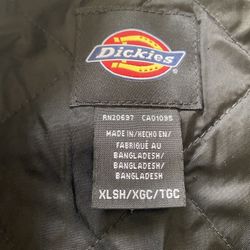 Dickies
RN20697 CA01095
MADE IN/HECHO EN/
FABRIQUÉ AU
BANGLADESH/
BANGLADESH/
BANGLADESH
XLSH/XGC/TGC